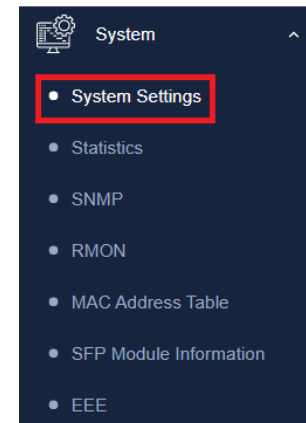 System
System Settings
Statistics
SNMP
RMON
MAC Address Table
SFP Module Information
EEE